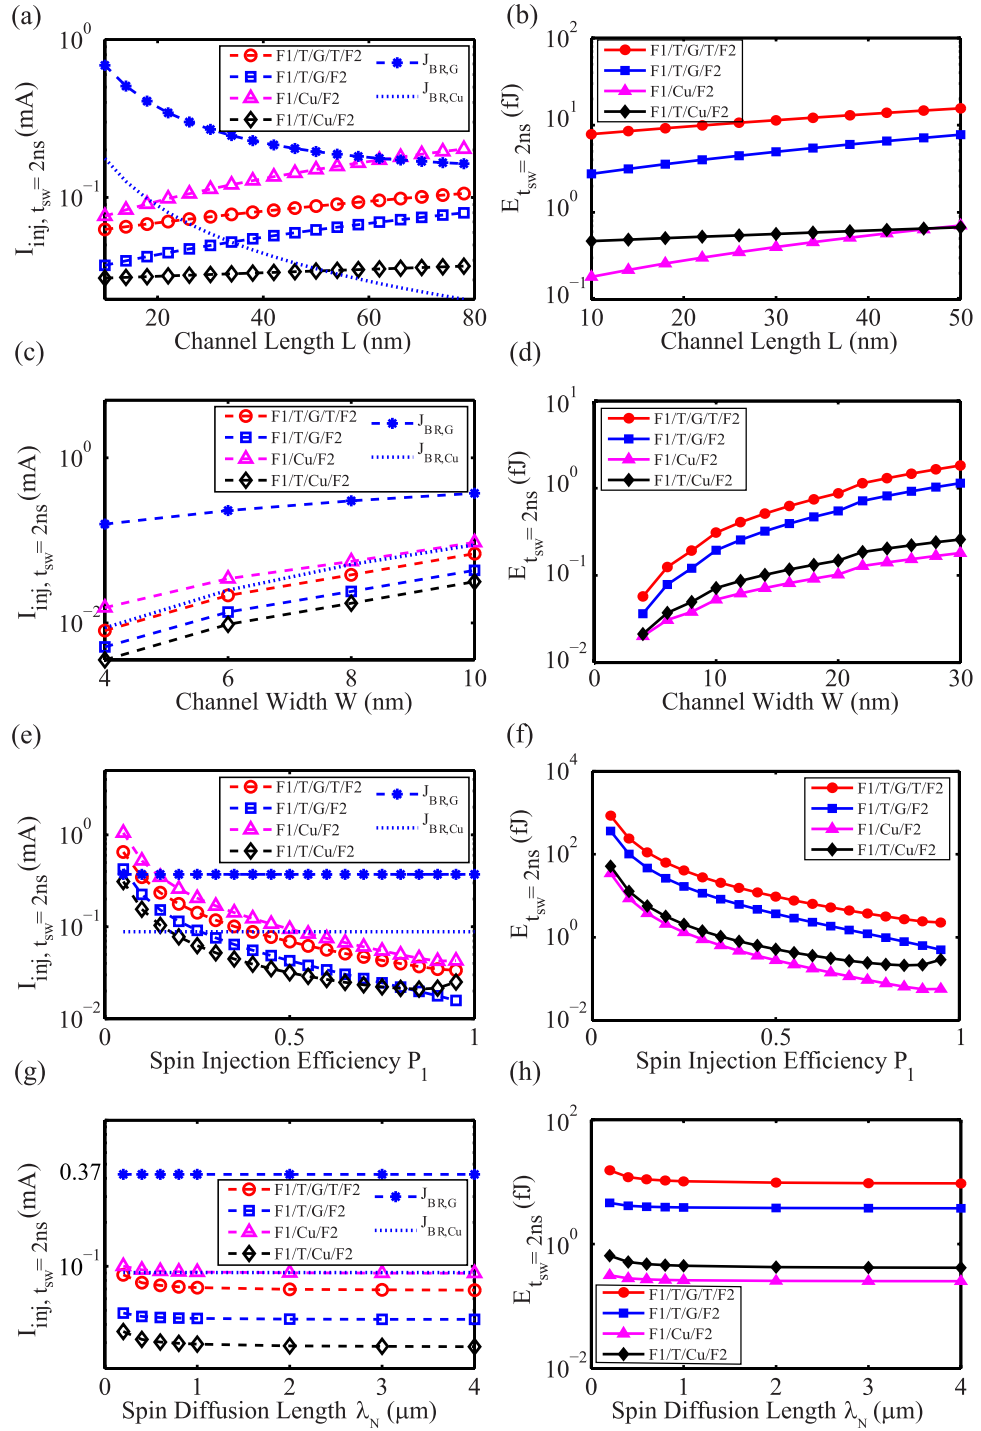 (a)
10^0
10^-1
I_inj, t_sw = 2ns (mA)
F1/T/G/T/F2
F1/T/G/F2
F1/Cu/F2
F1/T/Cu/F2
J_BR,G
J_BR,Cu
20 40 60 80
Channel Length L (nm)
(b)
10^2
10^1
10^0
10^-1
E_t_sw = 2ns (fJ)
F1/T/G/T/F2
F1/T/G/F2
F1/Cu/F2
F1/T/Cu/F2
10 20 30 40 50
Channel Length L (nm)
(c)
10^0
10^-2
I_inj, t_sw = 2ns (mA)
F1/T/G/T/F2
F1/T/G/F2
F1/Cu/F2
F1/T/Cu/F2
J_BR,G
J_BR,Cu
4 6 8 10
Channel Width W (nm)
(d)
10^1
10^0
10^-1
10^-2
E_t_sw = 2ns (fJ)
F1/T/G/T/F2
F1/T/G/F2
F1/Cu/F2
F1/T/Cu/F2
0 10 20 30
Channel Width W (nm)
(e)
10^0
10^-1
10^-2
I_inj, t_sw = 2ns (mA)
F1/T/G/T/F2
F1/T/G/F2
F1/Cu/F2
F1/T/Cu/F2
J_BR,G
J_BR,Cu
0 0.5 1
Spin Injection Efficiency P_1
(f)
10^4
10^2
10^0
10^-2
E_t_sw = 2ns (fJ)
F1/T/G/T/F2
F1/T/G/F2
F1/Cu/F2
F1/T/Cu/F2
0 0.5 1
Spin Injection Efficiency P_1
(g)
0.37
10^-1
I_inj, t_sw = 2ns (mA)
F1/T/G/T/F2
F1/T/G/F2
F1/Cu/F2
F1/T/Cu/F2
J_BR,G
J_BR,Cu
0 1 2 3 4
Spin Diffusion Length λ_N (μm)
(h)
10^2
10^0
10^-2
E_t_sw = 2ns (fJ)
F1/T/G/T/F2
F1/T/G/F2
F1/Cu/F2
F1/T/Cu/F2
0 1 2 3 4
Spin Diffusion Length λ_N (μm)